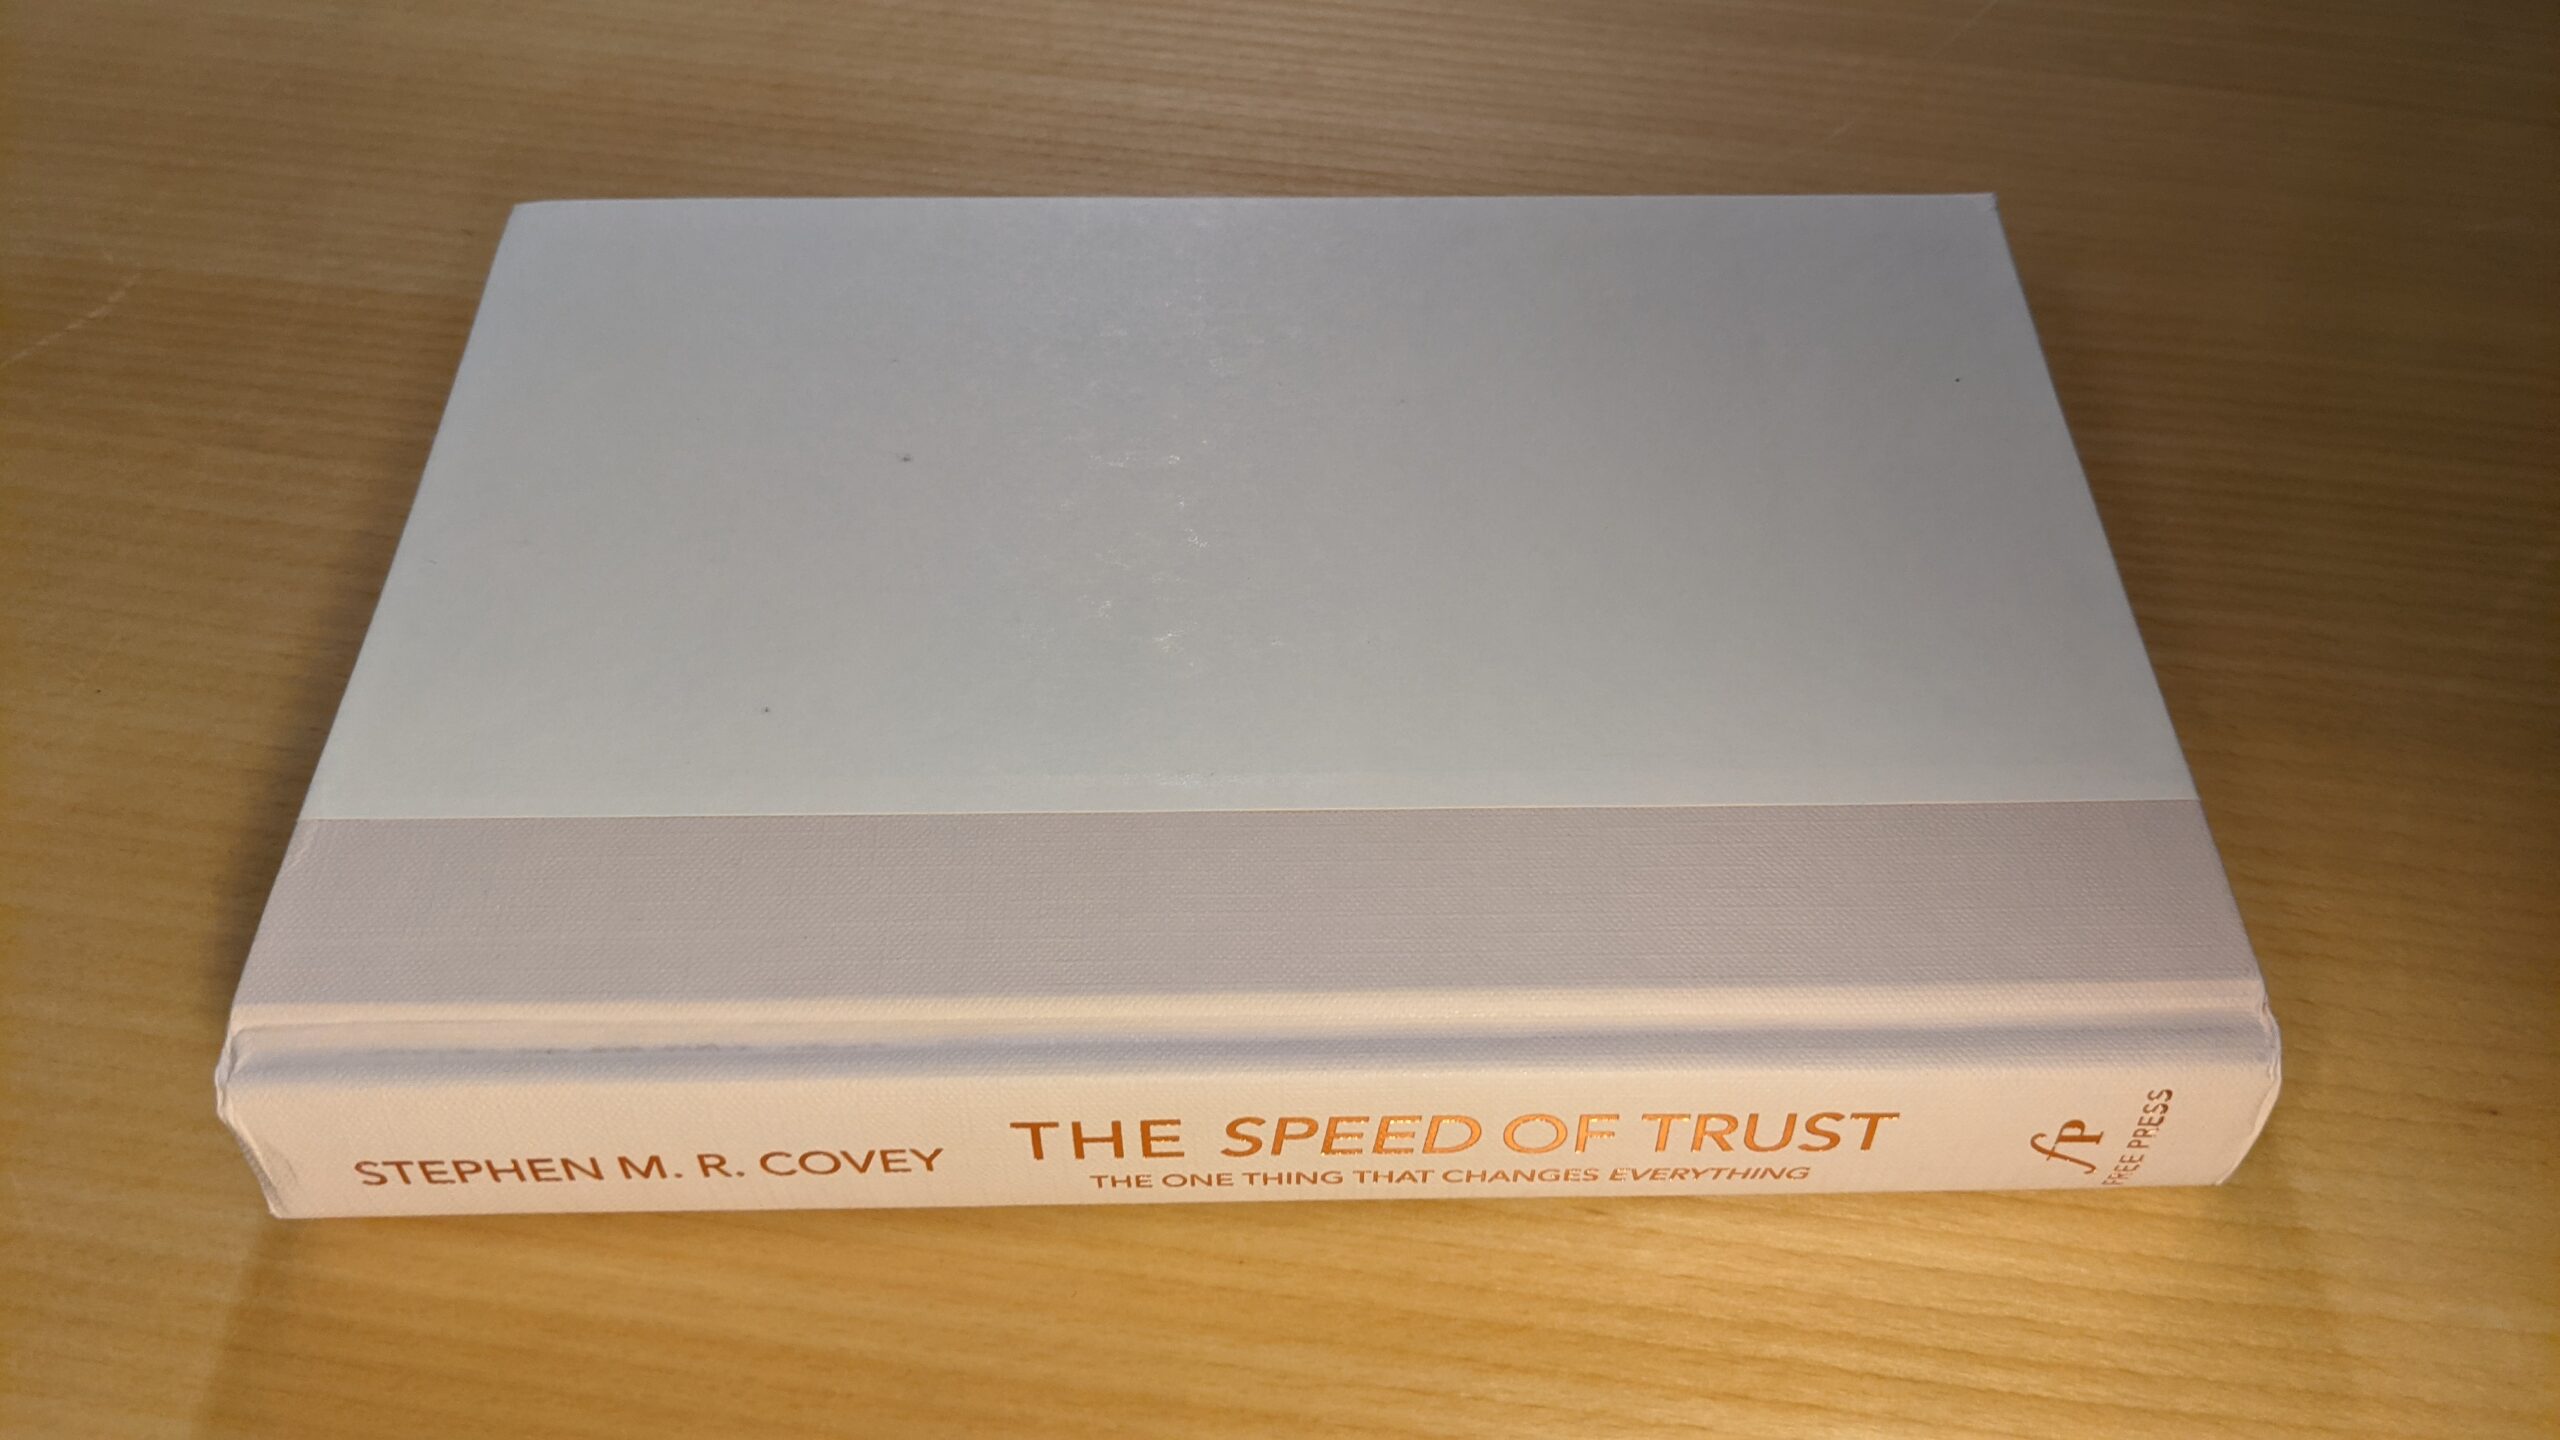 STEPHEN M. R. COVEY
THE SPEED OF TRUST
THE ONE THING THAT CHANGES EVERYTHING
fP
FREE PRESS